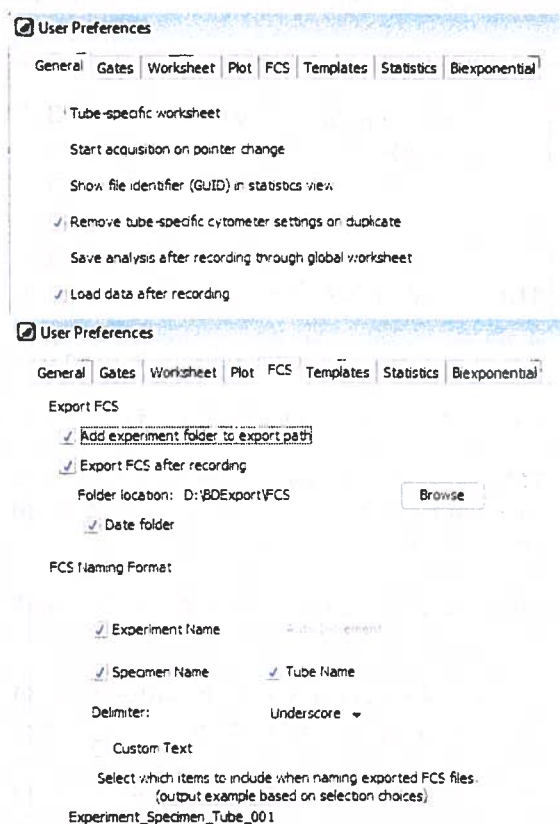 User Preferences
General Gates Worksheet Plot FCS Templates Statistics Biexponential
Tube-specific worksheet
Start acquisition on pointer change
Show file identifier (GUID) in statistics view
Remove tube-specific cytometer settings on duplicate
Save analysis after recording through global worksheet
Load data after recording
User Preferences
General Gates Worksheet Plot FCS Templates Statistics Biexponential
Export FCS
Add experiment folder to export path
Export FCS after recording
Folder location: D:\BDExport\FCS Browse
Date folder
FCS Naming Format
Experiment Name Auto Increment
Specimen Name Tube Name
Delimiter: Underscore
Custom Text
Select which items to include when naming exported FCS files.
(output example based on selection choices)
Experiment_Specimen_Tube_001